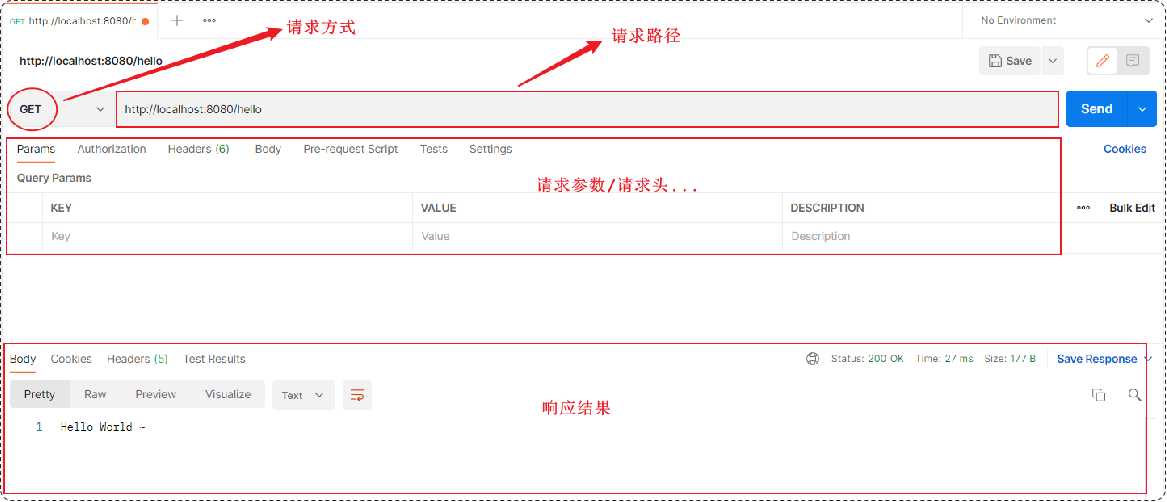 GET http://localhost:8080/h No Environment
请求方式
请求路径
http://localhost:8080/hello Save
GET http://localhost:8080/hello Send
Params Authorization Headers (6) Body Pre-request Script Tests Settings Cookies
Query Params
请求参数/请求头...
KEY VALUE DESCRIPTION Bulk Edit
Key Value Description
Body Cookies Headers (5) Test Results Status: 200 OK Time: 27 ms Size: 177 B Save Response
Pretty Raw Preview Visualize Text
响应结果
1 Hello World ~